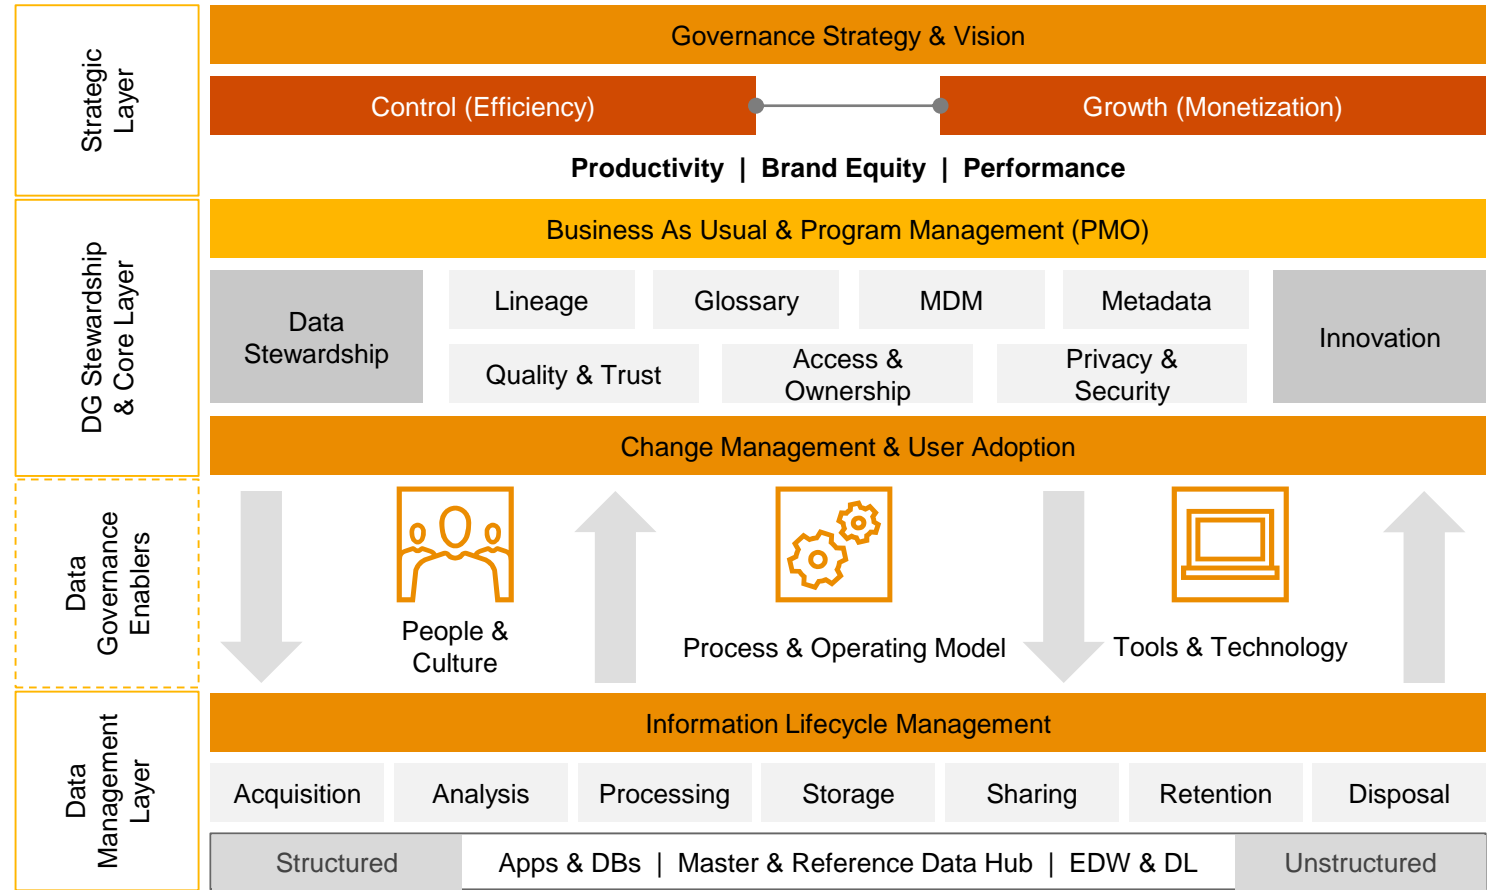 Strategic
Layer
Governance Strategy & Vision
Control (Efficiency)
Growth (Monetization)
Productivity | Brand Equity | Performance
DG Stewardship
& Core Layer
Business As Usual & Program Management (PMO)
Data
Stewardship
Lineage
Glossary
MDM
Metadata
Quality & Trust
Access &
Ownership
Privacy &
Security
Innovation
Change Management & User Adoption
Data
Governance
Enablers
People &
Culture
Process & Operating Model
Tools & Technology
Data
Management
Layer
Information Lifecycle Management
Acquisition
Analysis
Processing
Storage
Sharing
Retention
Disposal
Structured
Apps & DBs | Master & Reference Data Hub | EDW & DL
Unstructured